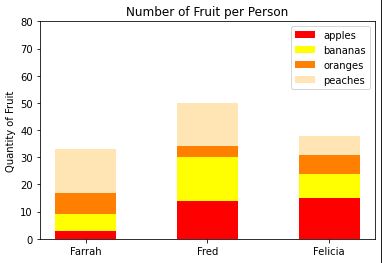 Number of Fruit per Person
80
70
60
50
40
30
20
10
0
Quantity of Fruit
apples
bananas
oranges
peaches
Farrah
Fred
Felicia